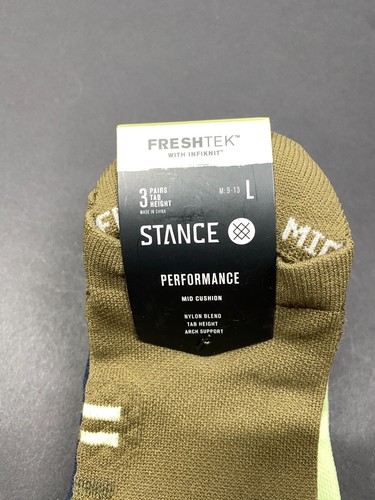 FRESHTEK™
WITH INFIKNIT™
3 PAIRS
TAB
HEIGHT
MADE IN CHINA
M: 9-13 L
STANCE
MID
PERFORMANCE
MID CUSHION
NYLON BLEND
TAB HEIGHT
ARCH SUPPORT